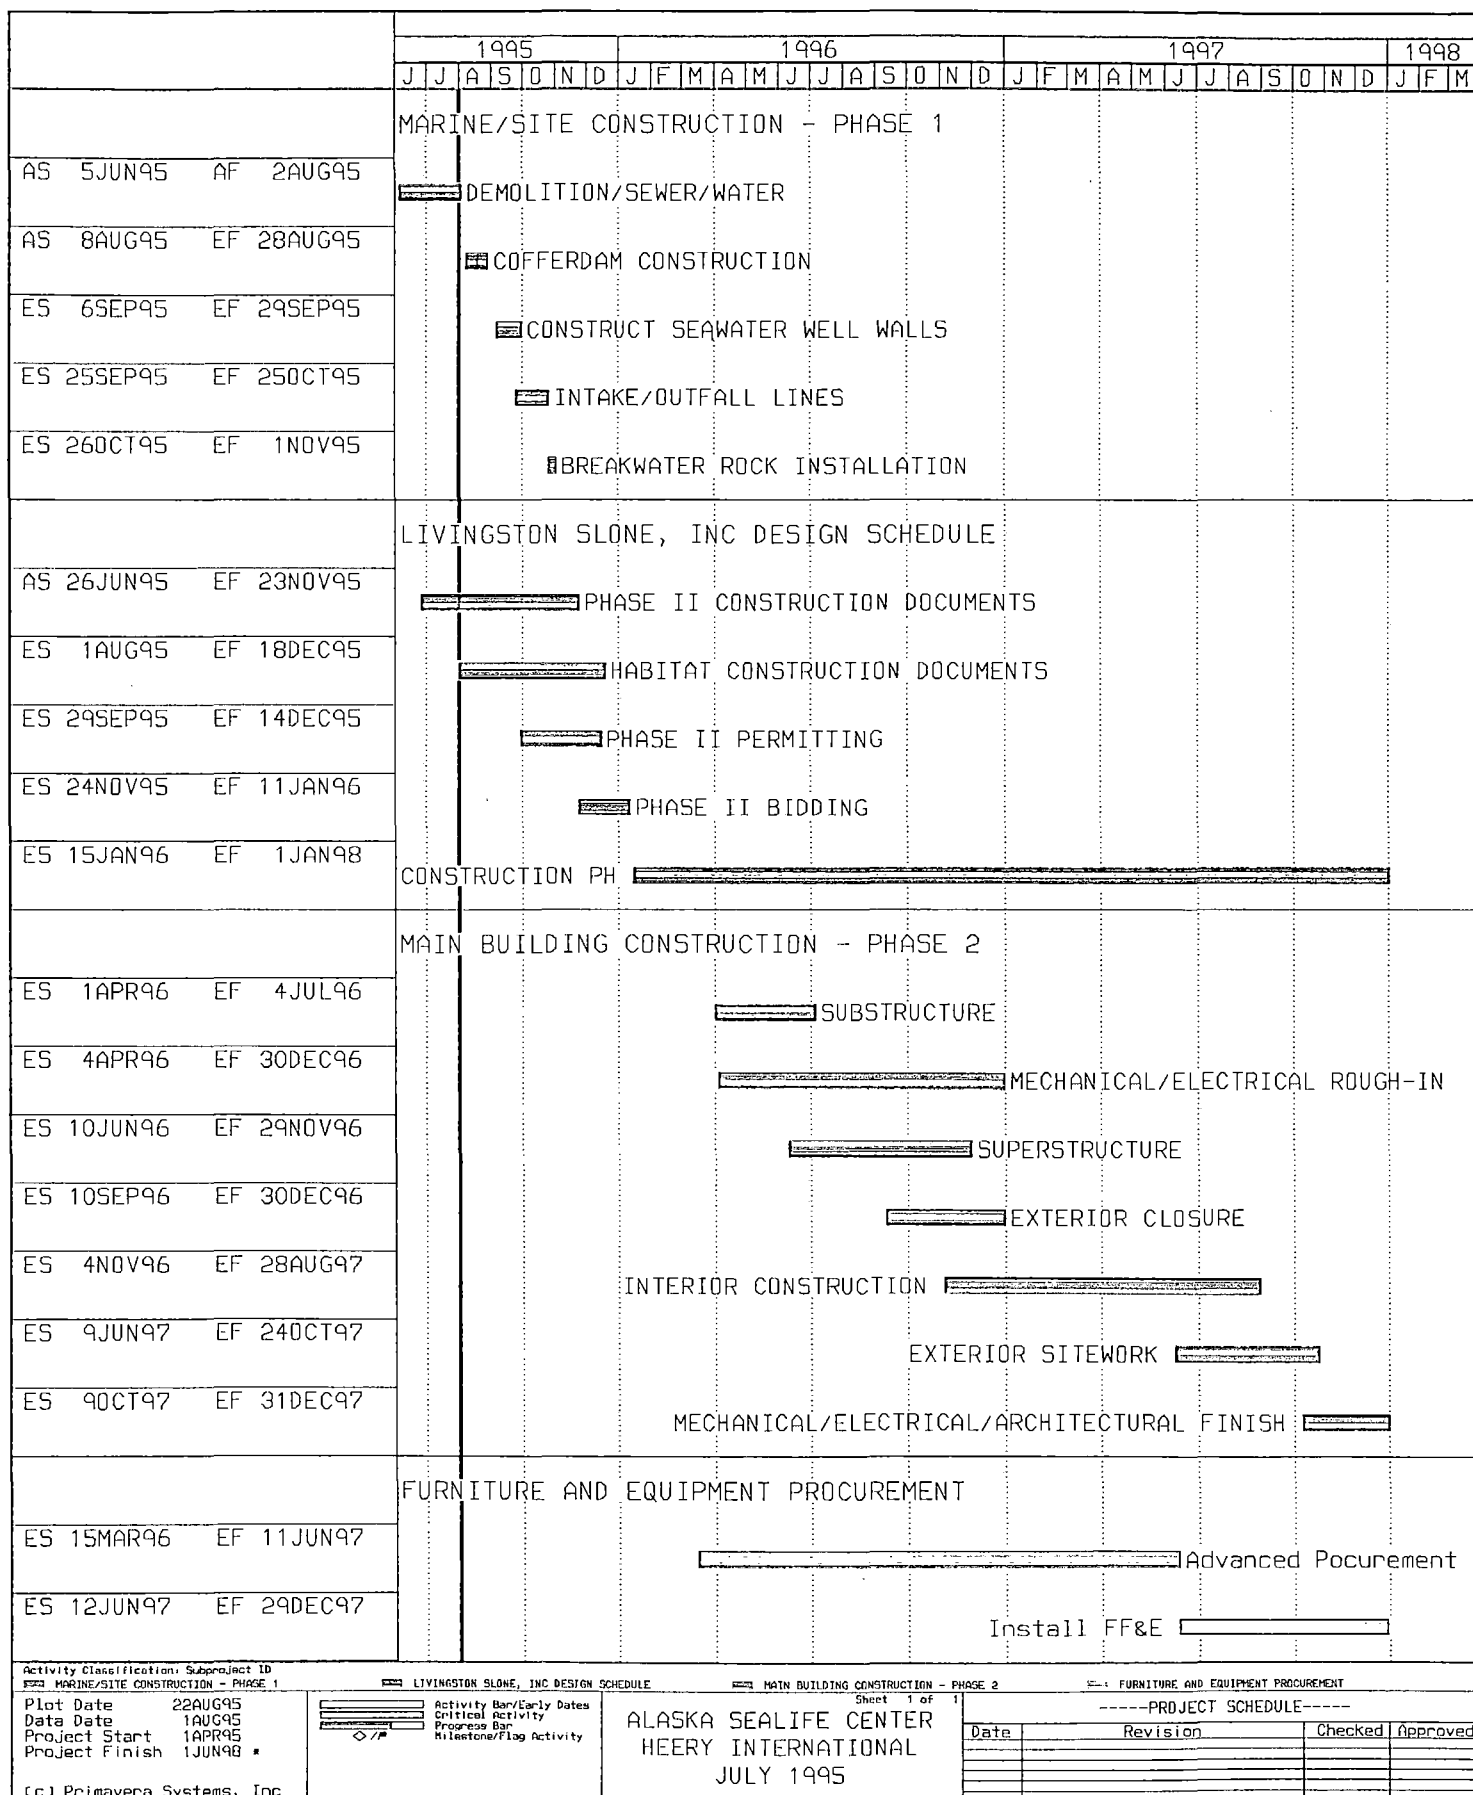 1995 1996 1997 1998
J J A S O N D J F M A M J J A S O N D J F M A M J J A S O N D J F M
MARINE/SITE CONSTRUCTION - PHASE 1
AS 5JUN95 AF 2AUG95
DEMOLITION/SEWER/WATER
AS 8AUG95 EF 28AUG95
COFFERDAM CONSTRUCTION
ES 6SEP95 EF 29SEP95
CONSTRUCT SEAWATER WELL WALLS
ES 25SEP95 EF 25OCT95
INTAKE/OUTFALL LINES
ES 26OCT95 EF 1NOV95
BREAKWATER ROCK INSTALLATION
LIVINGSTON SLONE, INC DESIGN SCHEDULE
AS 26JUN95 EF 23NOV95
PHASE II CONSTRUCTION DOCUMENTS
ES 1AUG95 EF 18DEC95
HABITAT CONSTRUCTION DOCUMENTS
ES 29SEP95 EF 14DEC95
PHASE II PERMITTING
ES 24NOV95 EF 11JAN96
PHASE II BIDDING
ES 15JAN96 EF 1JAN98
CONSTRUCTION PH
MAIN BUILDING CONSTRUCTION - PHASE 2
ES 1APR96 EF 4JUL96
SUBSTRUCTURE
ES 4APR96 EF 30DEC96
MECHANICAL/ELECTRICAL ROUGH-IN
ES 10JUN96 EF 29NOV96
SUPERSTRUCTURE
ES 10SEP96 EF 30DEC96
EXTERIOR CLOSURE
ES 4NOV96 EF 28AUG97
INTERIOR CONSTRUCTION
ES 9JUN97 EF 24OCT97
EXTERIOR SITEWORK
ES 9OCT97 EF 31DEC97
MECHANICAL/ELECTRICAL/ARCHITECTURAL FINISH
FURNITURE AND EQUIPMENT PROCUREMENT
ES 15MAR96 EF 11JUN97
Advanced Pocurement
ES 12JUN97 EF 29DEC97
Install FF&E
Activity Classification: Subproject ID
MARINE/SITE CONSTRUCTION - PHASE 1 LIVINGSTON SLONE, INC DESIGN SCHEDULE MAIN BUILDING CONSTRUCTION - PHASE 2 FURNITURE AND EQUIPMENT PROCUREMENT
Plot Date 22AUG95
Data Date 1AUG95
Project Start 1APR95
Project Finish 1JUN98 *
(c) Primavera Systems, Inc
Activity Bar/Early Dates
Critical Activity
Progress Bar
Milestone/Flag Activity
Sheet 1 of 1
ALASKA SEALIFE CENTER
HEERY INTERNATIONAL
JULY 1995
-----PROJECT SCHEDULE-----
Date Revision Checked Approved